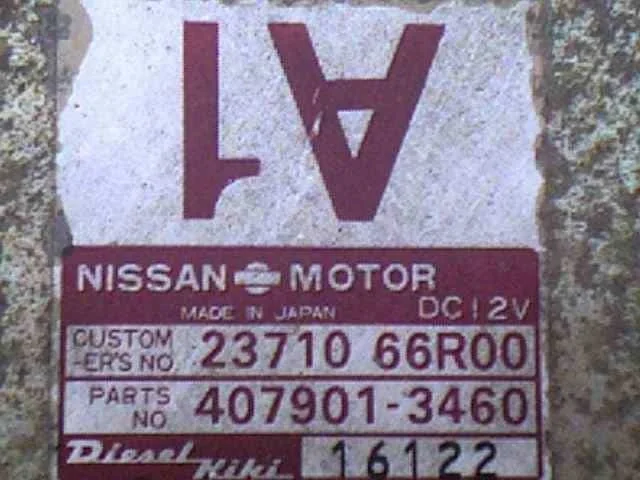 A1
NISSAN MOTOR
MADE IN JAPAN DC12V
CUSTOM
-ER'S NO 23710 66R00
PARTS
NO 407901-3460
Diesel Kiki 16122